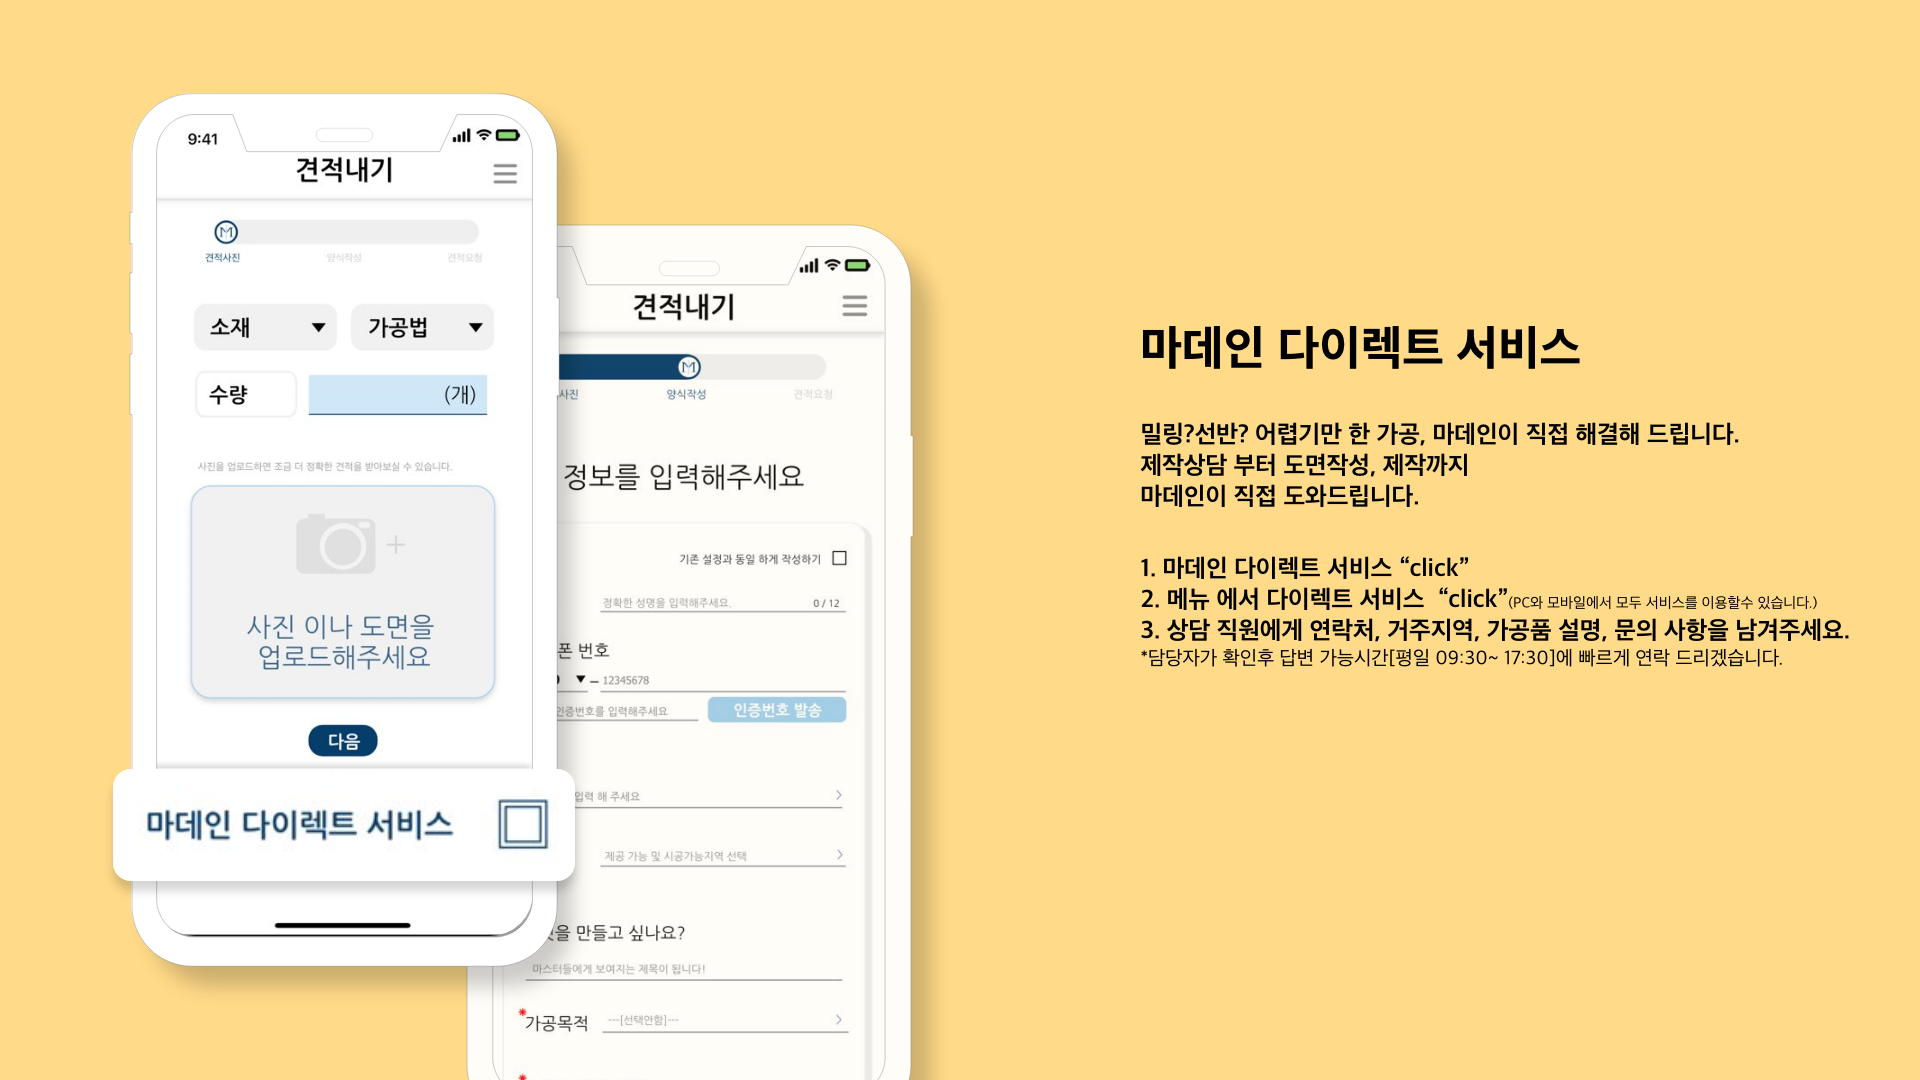 9:41
견적내기
견적사진
양식작성
견적요청
소재
가공법
수량
(개)
사진을 업로드하면 조금 더 정확한 견적을 받아보실 수 있습니다.
사진 이나 도면을
업로드해주세요
다음
마데인 다이렉트 서비스
견적내기
사진
양식작성
견적요청
정보를 입력해주세요
기존 설정과 동일 하게 작성하기
정확한 성명을 입력해주세요.
0 / 12
폰 번호
12345678
인증번호를 입력해주세요
인증번호 발송
입력 해 주세요
제공 가능 및 시공가능지역 선택
을 만들고 싶나요?
마스터들에게 보여지는 제목이 됩니다!
*가공목적
---[선택안함]---
*
마데인 다이렉트 서비스
밀링?선반? 어렵기만 한 가공, 마데인이 직접 해결해 드립니다.
제작상담 부터 도면작성, 제작까지
마데인이 직접 도와드립니다.
1. 마데인 다이렉트 서비스 “click”
2. 메뉴 에서 다이렉트 서비스 “click”(PC와 모바일에서 모두 서비스를 이용할수 있습니다.)
3. 상담 직원에게 연락처, 거주지역, 가공품 설명, 문의 사항을 남겨주세요.
*담당자가 확인후 답변 가능시간[평일 09:30~ 17:30]에 빠르게 연락 드리겠습니다.